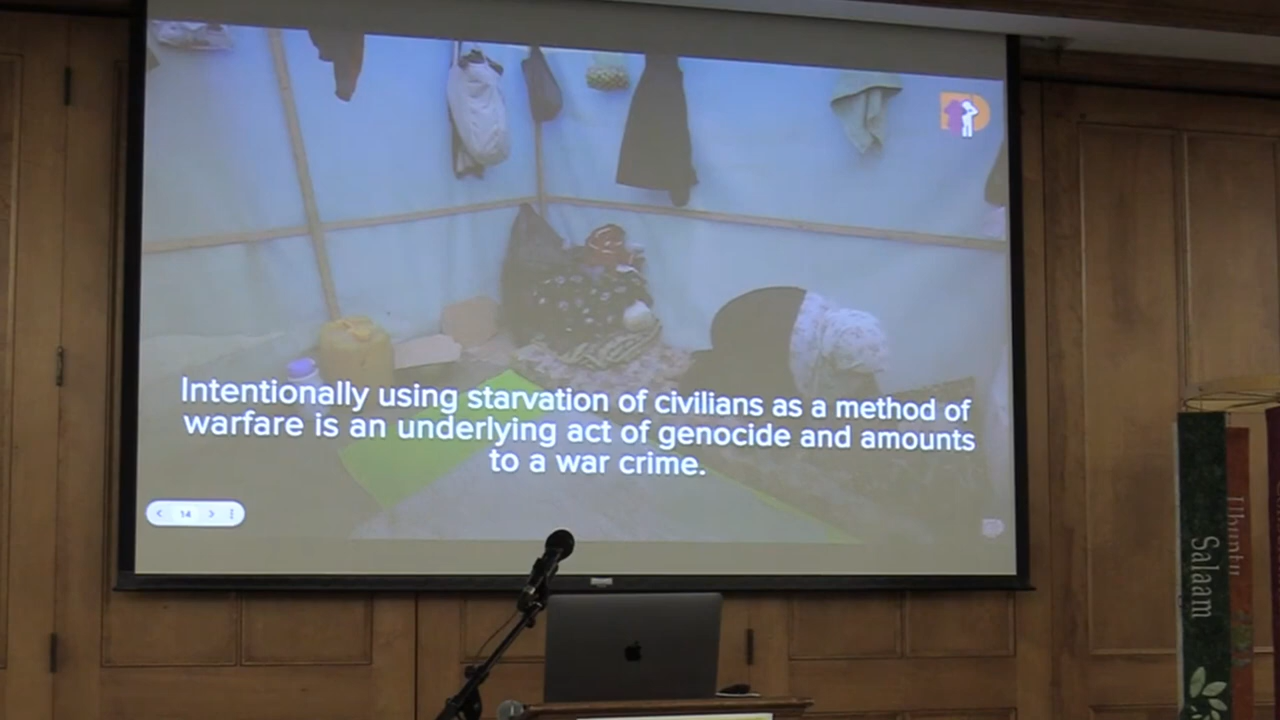 Intentionally using starvation of civilians as a method of
warfare is an underlying act of genocide and amounts
to a war crime.
14
Ubuntu
Salaam